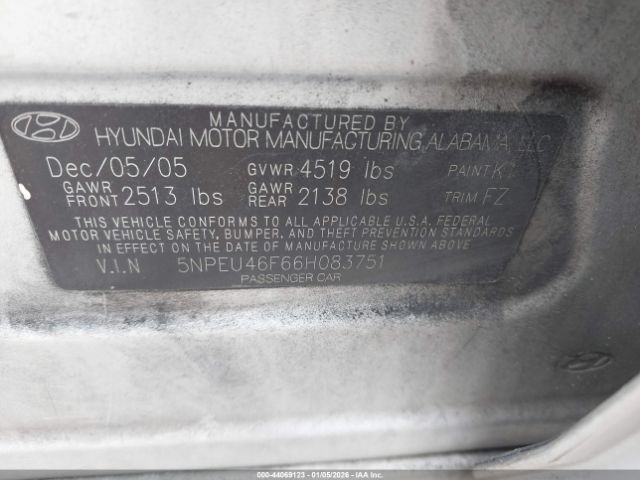 MANUFACTURED BY
HYUNDAI MOTOR MANUFACTURING ALABAMA, LLC
Dec/05/05 GVWR 4519 lbs PAINT
GAWR FRONT 2513 lbs GAWR REAR 2138 lbs TRIM FZ
THIS VEHICLE CONFORMS TO ALL APPLICABLE U.S.A. FEDERAL
MOTOR VEHICLE SAFETY, BUMPER, AND THEFT PREVENTION STANDARDS
IN EFFECT ON THE DATE OF MANUFACTURE SHOWN ABOVE
V.I.N 5NPEU46F66H083751
PASSENGER CAR
000-44069123 - 01/05/2026 - IAAI.COM